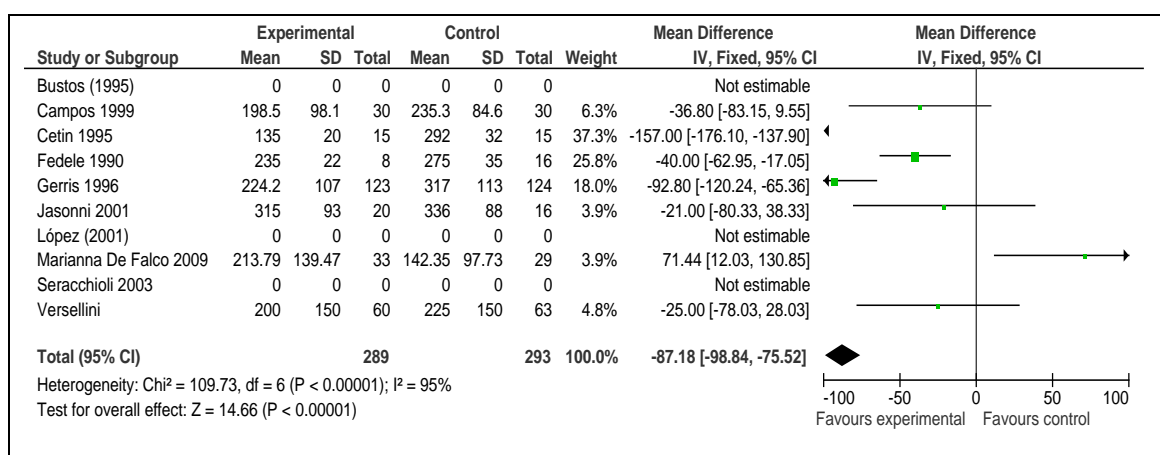 Experimental Control Mean Difference Mean Difference
Study or Subgroup Mean SD Total Mean SD Total Weight IV, Fixed, 95% CI IV, Fixed, 95% CI
Bustos (1995) 0 0 0 0 0 0 Not estimable
Campos 1999 198.5 98.1 30 235.3 84.6 30 6.3% -36.80 [-83.15, 9.55]
Cetin 1995 135 20 15 292 32 15 37.3% -157.00 [-176.10, -137.90]
Fedele 1990 235 22 8 275 35 16 25.8% -40.00 [-62.95, -17.05]
Gerris 1996 224.2 107 123 317 113 124 18.0% -92.80 [-120.24, -65.36]
Jasonni 2001 315 93 20 336 88 16 3.9% -21.00 [-80.33, 38.33]
López (2001) 0 0 0 0 0 0 Not estimable
Marianna De Falco 2009 213.79 139.47 33 142.35 97.73 29 3.9% 71.44 [12.03, 130.85]
Seracchioli 2003 0 0 0 0 0 0 Not estimable
Versellini 200 150 60 225 150 63 4.8% -25.00 [-78.03, 28.03]
Total (95% CI) 289 293 100.0% -87.18 [-98.84, -75.52]
Heterogeneity: Chi² = 109.73, df = 6 (P < 0.00001); I² = 95%
Test for overall effect: Z = 14.66 (P < 0.00001)
-100 -50 0 50 100
Favours experimental Favours control